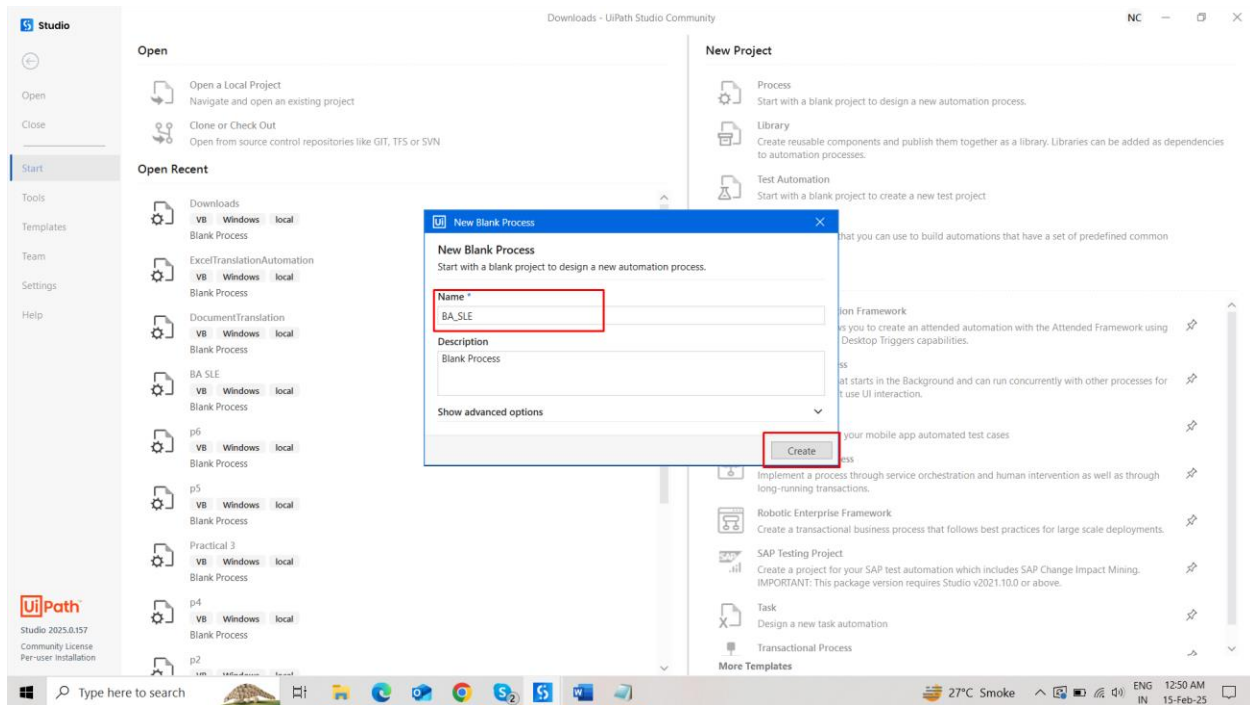 Studio
Downloads - UiPath Studio Community
NC
Open
Close
Start
Tools
Templates
Team
Settings
Help
Open
Open a Local Project
Navigate and open an existing project
Clone or Check Out
Open from source control repositories like GIT, TFS or SVN
Open Recent
Downloads
VB Windows local
Blank Process
ExcelTranslationAutomation
VB Windows local
Blank Process
DocumentTranslation
VB Windows local
Blank Process
BA SLE
VB Windows local
Blank Process
p6
VB Windows local
Blank Process
p5
VB Windows local
Blank Process
Practical 3
VB Windows local
Blank Process
p4
VB Windows local
Blank Process
p2
VB Windows local
New Project
Process
Start with a blank project to design a new automation process.
Library
Create reusable components and publish them together as a library. Libraries can be added as dependencies
to automation processes.
Test Automation
Start with a blank project to create a new test project
that you can use to build automations that have a set of predefined common
ion Framework
you to create an attended automation with the Attended Framework using
Desktop Triggers capabilities.
ss
at starts in the Background and can run concurrently with other processes for
t use UI interaction.
your mobile app automated test cases
ess
Implement a process through service orchestration and human intervention as well as through
long-running transactions.
Robotic Enterprise Framework
Create a transactional business process that follows best practices for large scale deployments.
SAP Testing Project
Create a project for your SAP test automation which includes SAP Change Impact Mining.
IMPORTANT: This package version requires Studio v2021.10.0 or above.
Task
Design a new task automation
Transactional Process
More Templates
Ui New Blank Process
New Blank Process
Start with a blank project to design a new automation process.
Name *
BA_SLE
Description
Blank Process
Show advanced options
Create
UiPath
Studio 2025.0.157
Community License
Per-user Installation
Type here to search
27°C Smoke
ENG
IN
12:50 AM
15-Feb-25